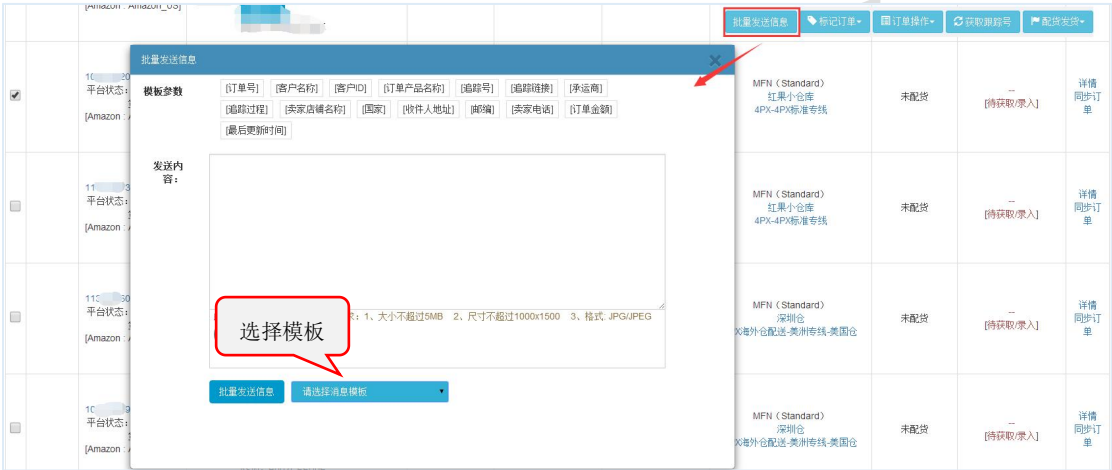 [Amazon : Amazon_US]
批量发送信息 标记订单 订单操作 获取跟踪号 配货发货
批量发送信息
模板参数 [订单号] [客户名称] [客户ID] [订单产品名称] [追踪号] [追踪链接] [承运商]
[追踪过程] [卖家店铺名称] [国家] [收件人地址] [邮编] [卖家电话] [订单金额]
[最后更新时间]
发送内
容:
:1、大小不超过5MB 2、尺寸不超过1000x1500 3、格式: JPG/JPEG
选择模板
批量发送信息 请选择消息模板
平台状态:
[Amazon :
MFN(Standard)
红果小仓库
4PX-4PX标准专线
未配货
--
[待获取/录入]
详情
同步订
单
平台状态:
[Amazon :
MFN(Standard)
红果小仓库
4PX-4PX标准专线
未配货
--
[待获取/录入]
详情
同步订
单
平台状态:
[Amazon :
MFN(Standard)
深圳仓
海外仓配送-美洲专线-美国仓
未配货
--
[待获取/录入]
详情
同步订
单
平台状态:
[Amazon :
MFN(Standard)
深圳仓
海外仓配送-美洲专线-美国仓
未配货
--
[待获取/录入]
详情
同步订
单